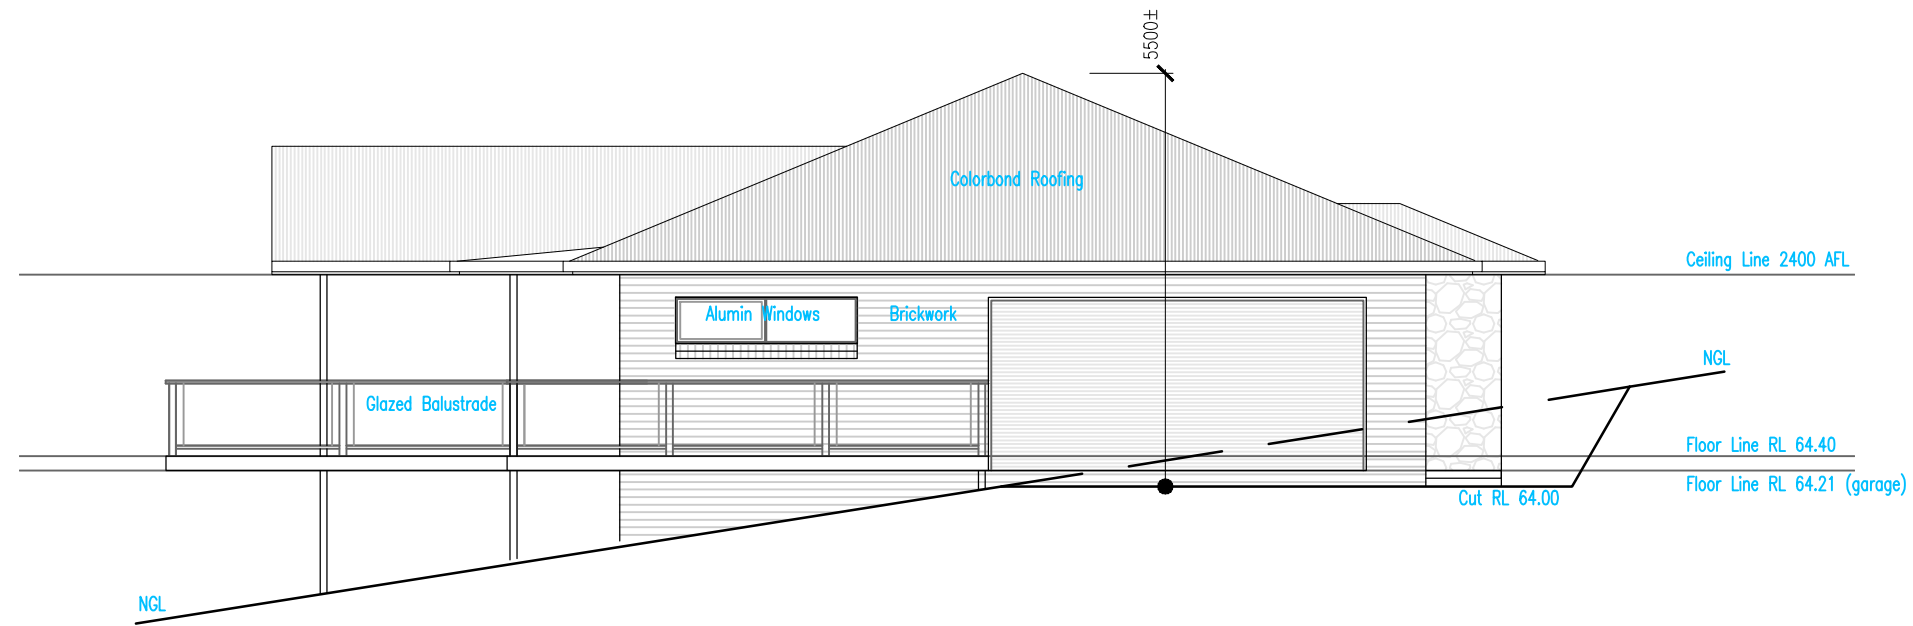 5500±
Colorbond Roofing
Ceiling Line 2400 AFL
Alumin Windows
Brickwork
NGL
Glazed Balustrade
Floor Line RL 64.40
Floor Line RL 64.21 (garage)
Cut RL 64.00
NGL